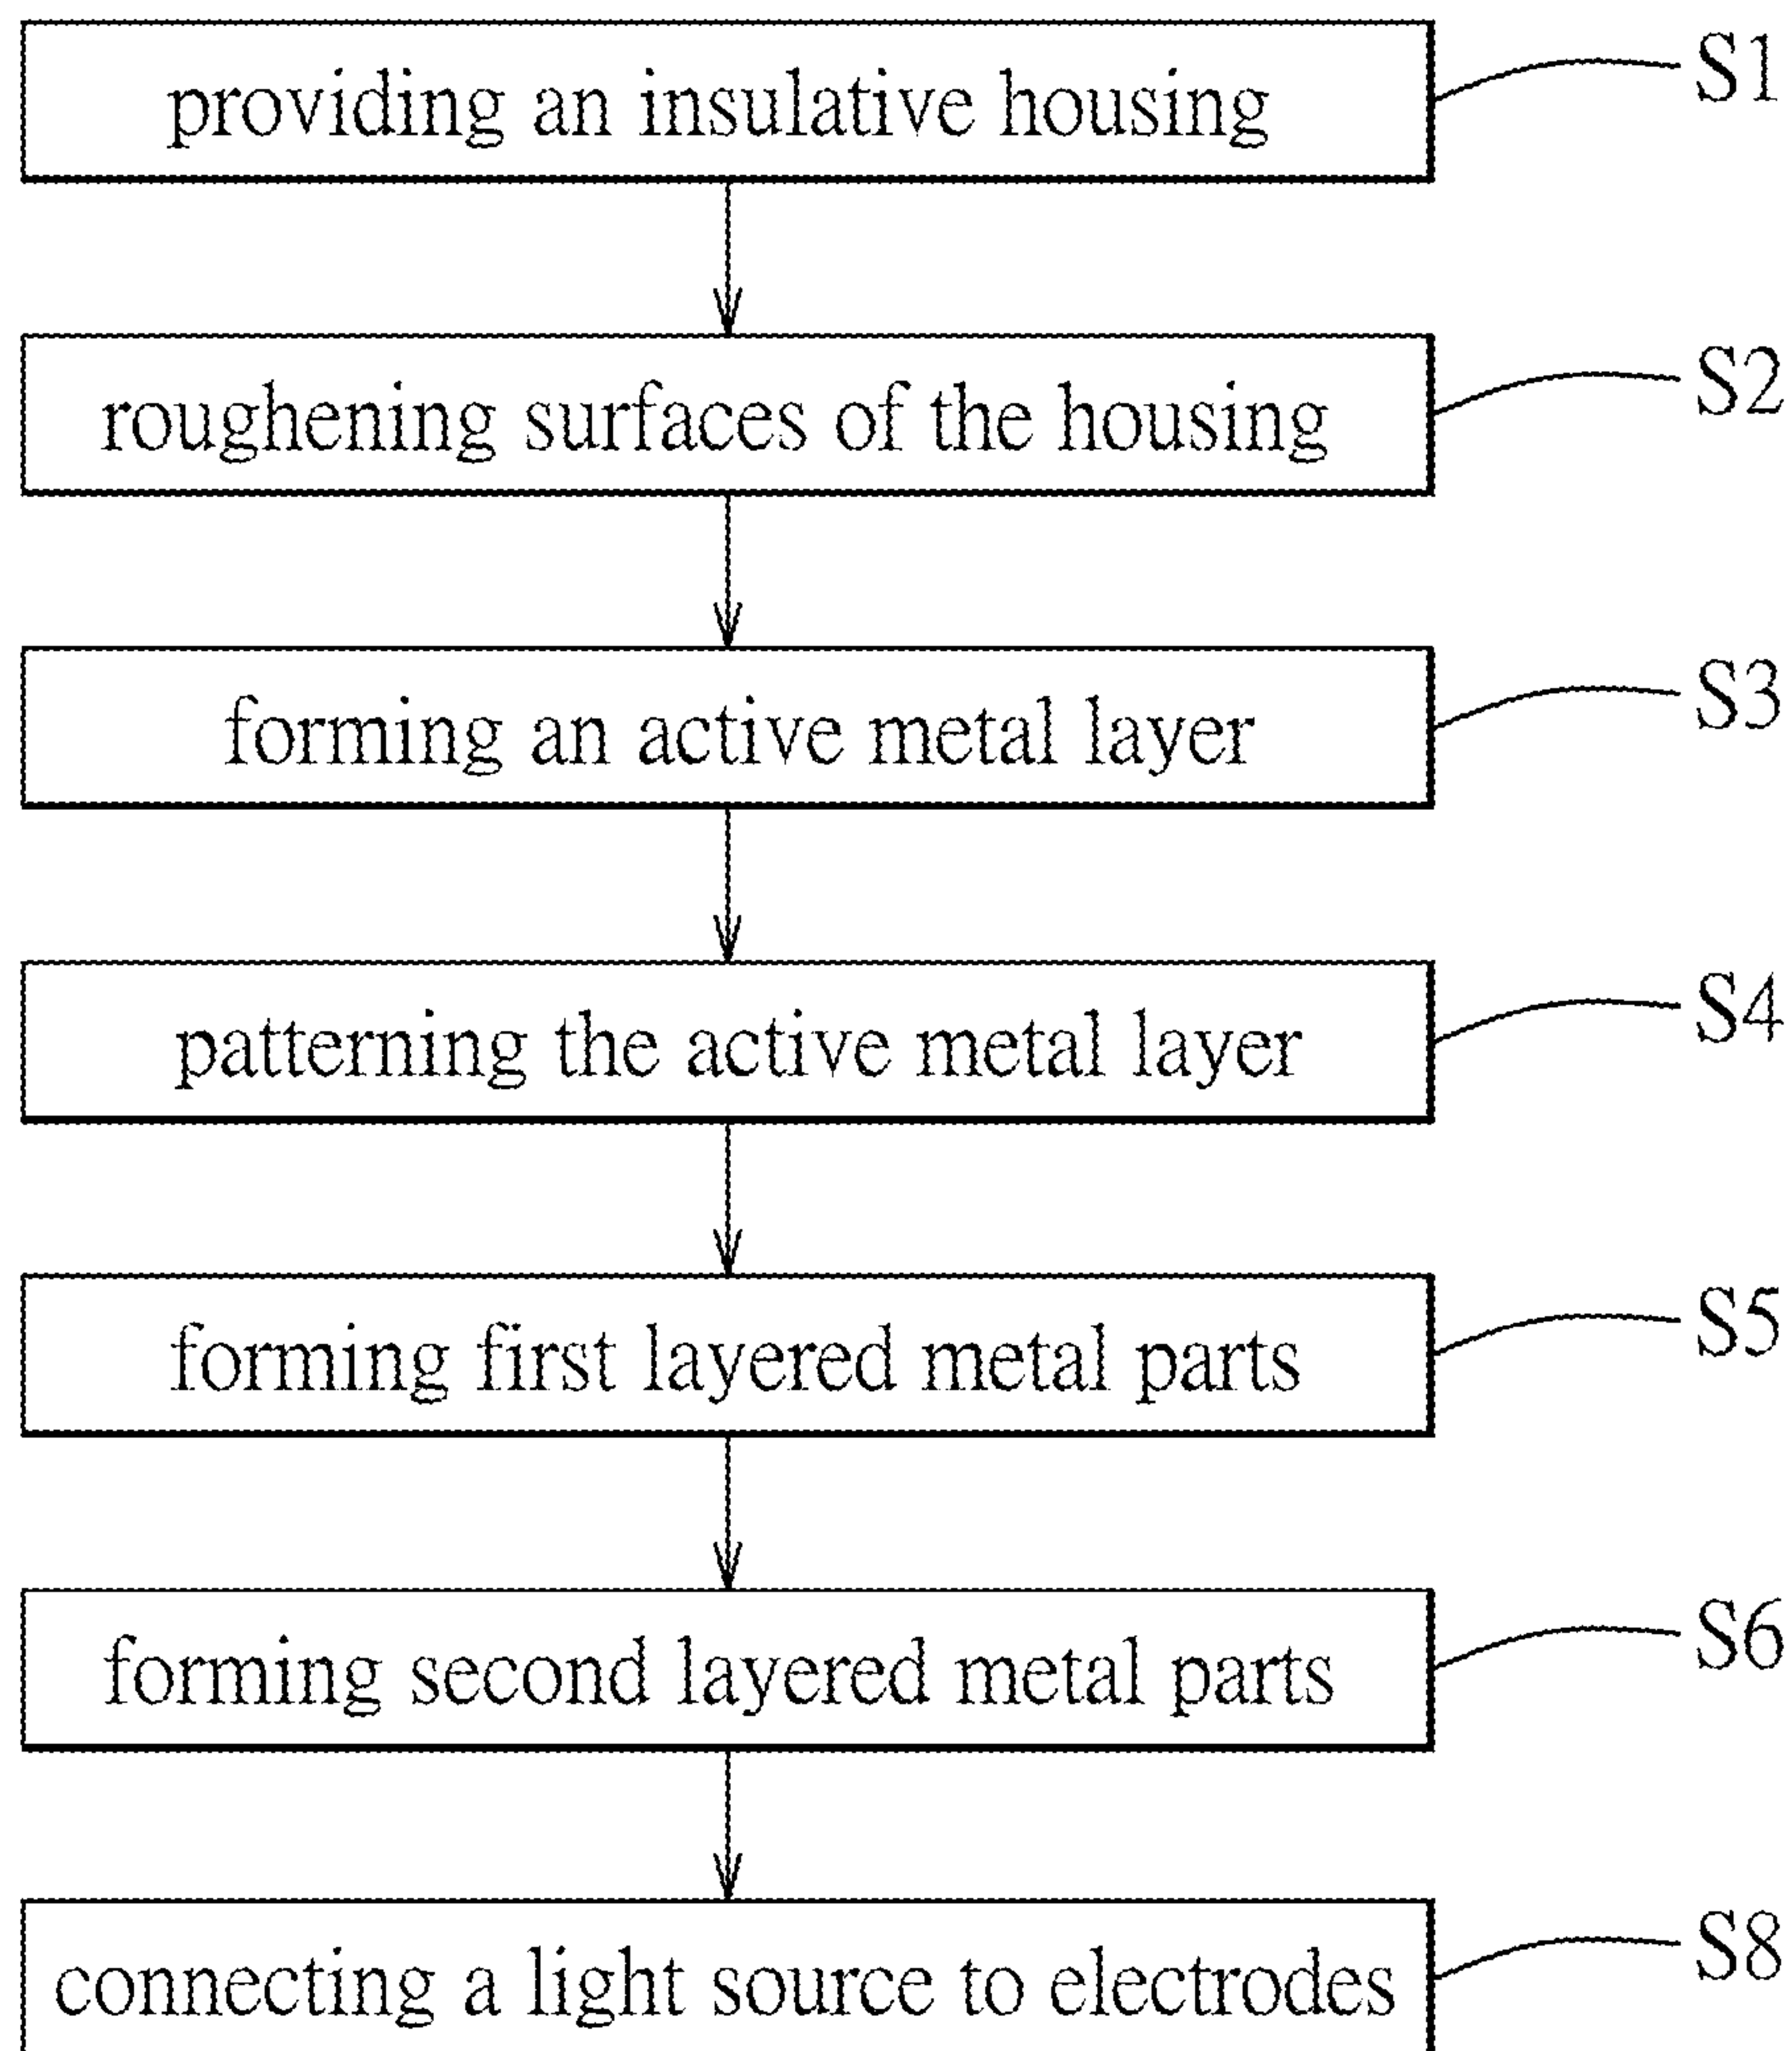 providing an insulative housing S1
roughening surfaces of the housing S2
forming an active metal layer S3
patterning the active metal layer S4
forming first layered metal parts S5
forming second layered metal parts S6
connecting a light source to electrodes S8